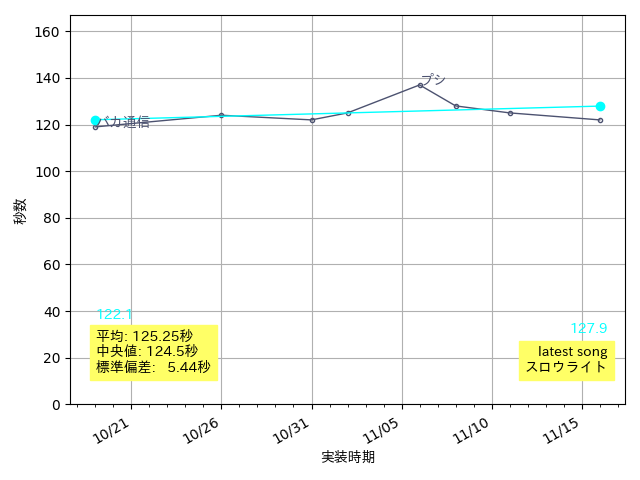 160
140
120
100
80
60
40
20
0
秒数
プシ
バカ通信
122.1
平均: 125.25秒
中央値: 124.5秒
標準偏差: 5.44秒
127.9
latest song
スロウライト
10/21
10/26
10/31
11/05
11/10
11/15
実装時期